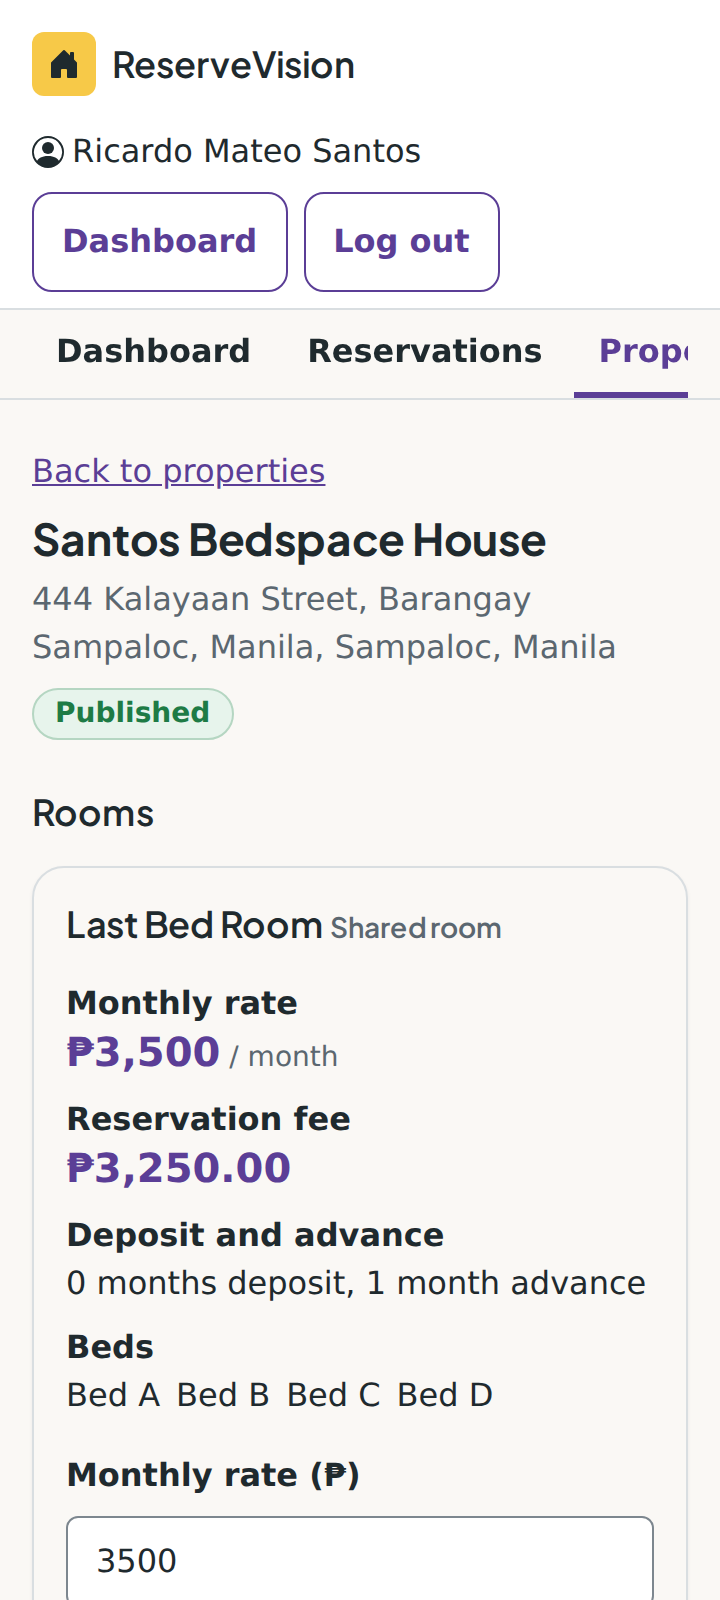 ReserveVision
Ricardo Mateo Santos
Dashboard Log out
Dashboard Reservations
Back to properties
Santos Bedspace House
444 Kalayaan Street, Barangay
Sampaloc, Manila, Sampaloc, Manila
Published
Rooms
Last Bed Room Shared room
Monthly rate
₱3,500 / month
Reservation fee
₱3,250.00
Deposit and advance
0 months deposit, 1 month advance
Beds
Bed A Bed B Bed C Bed D
Monthly rate (₱)
3500